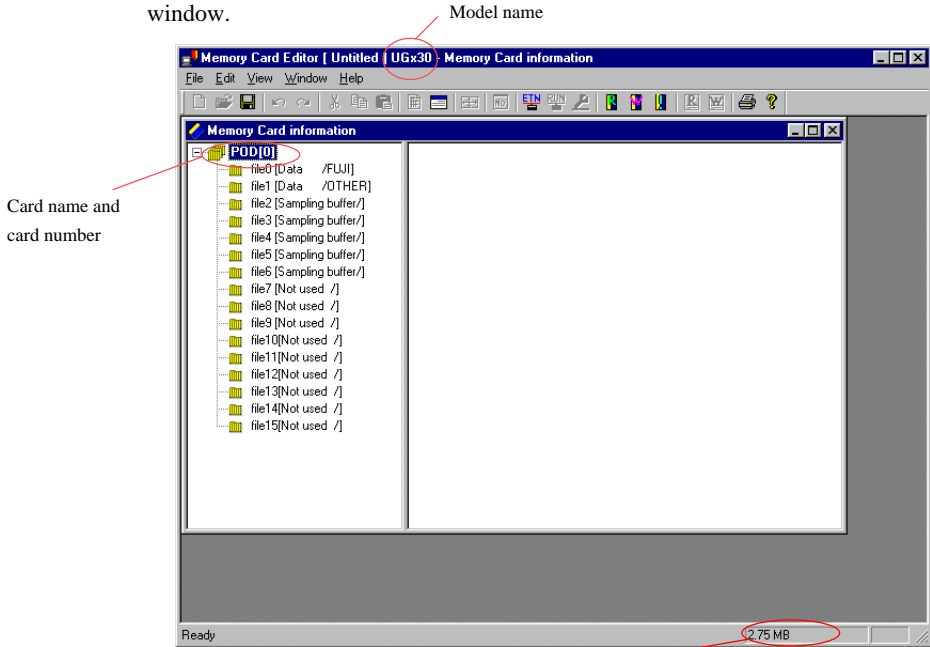 window.
Model name
Memory Card Editor [ Untitled ] UGx30 - Memory Card information
File Edit View Window Help
ETN RUN
Memory Card information
POD[0]
file0 [Data /FUJI]
file1 [Data /OTHER]
Card name and
card number
file2 [Sampling buffer/]
file3 [Sampling buffer/]
file4 [Sampling buffer/]
file5 [Sampling buffer/]
file6 [Sampling buffer/]
file7 [Not used /]
file8 [Not used /]
file9 [Not used /]
file10[Not used /]
file11[Not used /]
file12[Not used /]
file13[Not used /]
file14[Not used /]
file15[Not used /]
Ready
2.75 MB